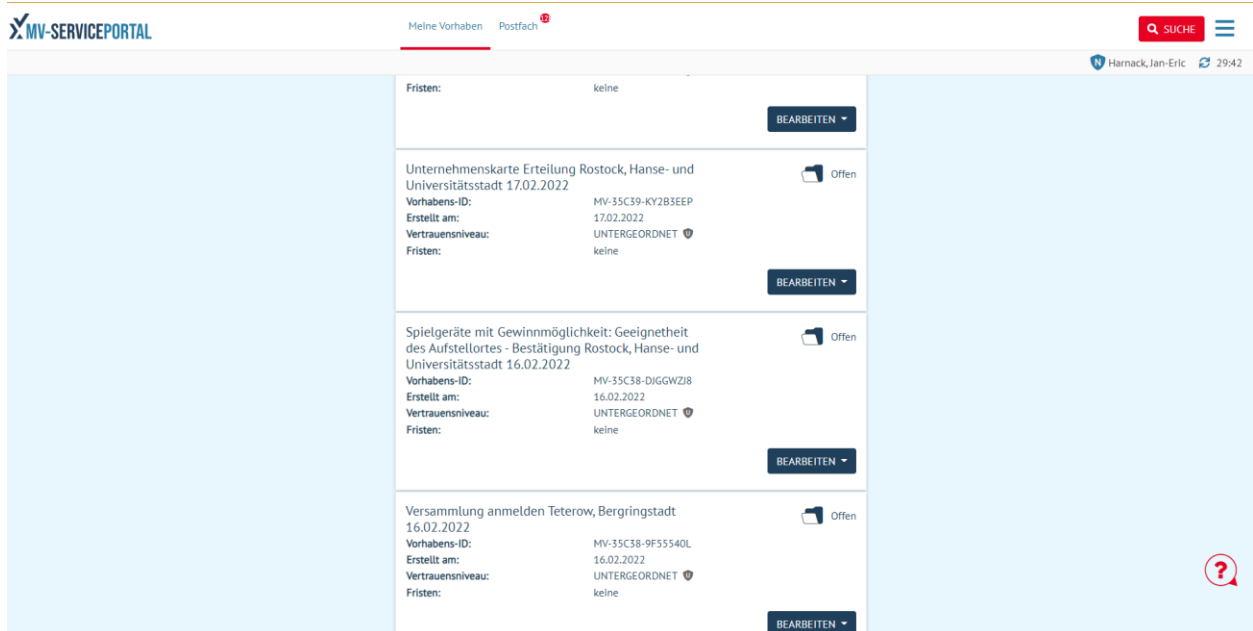 MV-SERVICEPORTAL
Meine Vorhaben Postfach 12
SUCHE
N Harnack, Jan-Eric 29:42
Fristen: keine
BEARBEITEN
Unternehmenskarte Erteilung Rostock, Hanse- und
Universitätsstadt 17.02.2022
Offen
Vorhabens-ID: MV-35C39-KY2B3EEP
Erstellt am: 17.02.2022
Vertrauensniveau: UNTERGEORDNET U
Fristen: keine
BEARBEITEN
Spielgeräte mit Gewinnmöglichkeit: Geeignetheit
des Aufstellortes - Bestätigung Rostock, Hanse- und
Universitätsstadt 16.02.2022
Offen
Vorhabens-ID: MV-35C38-DJGGWZJ8
Erstellt am: 16.02.2022
Vertrauensniveau: UNTERGEORDNET U
Fristen: keine
BEARBEITEN
Versammlung anmelden Teterow, Bergringstadt
16.02.2022
Offen
Vorhabens-ID: MV-35C38-9F55540L
Erstellt am: 16.02.2022
Vertrauensniveau: UNTERGEORDNET U
Fristen: keine
?
BEARBEITEN